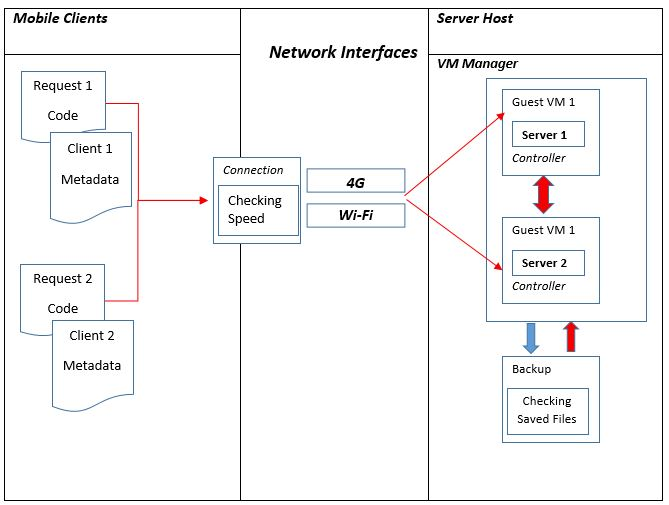 Mobile Clients
Request 1
Code
Client 1
Metadata
Request 2
Code
Client 2
Metadata
Network Interfaces
Connection
Checking
Speed
4G
Wi-Fi
Server Host
VM Manager
Guest VM 1
Server 1
Controller
Guest VM 1
Server 2
Controller
Backup
Checking
Saved Files